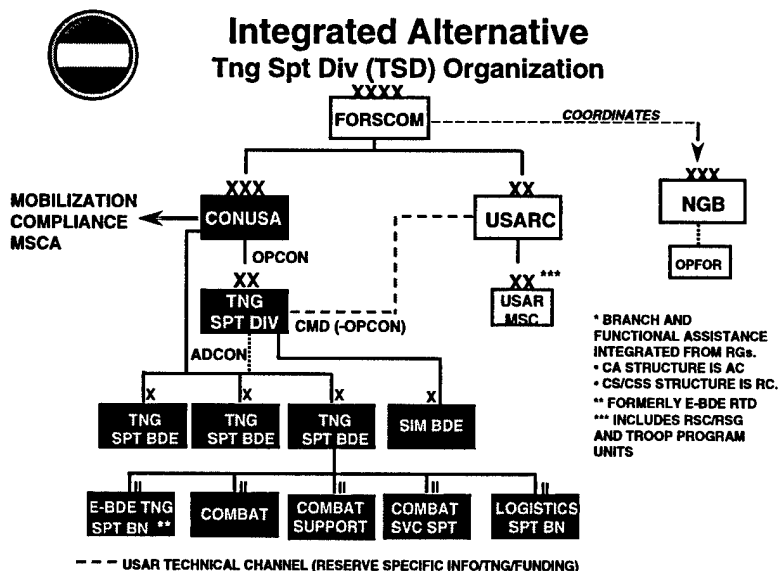 Integrated Alternative
Tng Spt Div (TSD) Organization
XXXX
FORSCOM
COORDINATES
XXX
CONUSA
XX
USARC
XXX
NGB
OPFOR
MOBILIZATION
COMPLIANCE
MSCA
OPCON
XX
TNG
SPT DIV
CMD (-OPCON)
XX ***
USAR
MSC
ADCON
* BRANCH AND
FUNCTIONAL ASSISTANCE
INTEGRATED FROM RGs.
• CA STRUCTURE IS AC
• CS/CSS STRUCTURE IS RC.
** FORMERLY E-BDE RTD
*** INCLUDES RSC/RSG
AND TROOP PROGRAM
UNITS
X
TNG
SPT BDE
X
TNG
SPT BDE
X
TNG
SPT BDE
X
SIM BDE
II
E-BDE TNG
SPT BN **
II
COMBAT
II
COMBAT
SUPPORT
II
COMBAT
SVC SPT
II
LOGISTICS
SPT BN
--- USAR TECHNICAL CHANNEL (RESERVE SPECIFIC INFO/TNG/FUNDING)